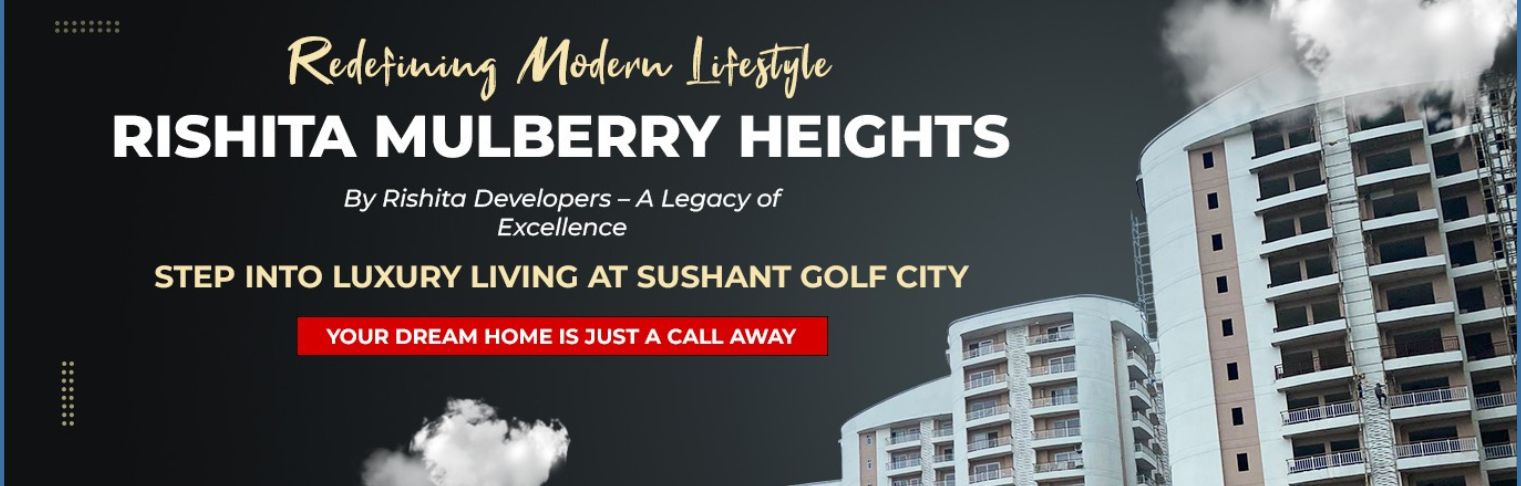 Redefining Modern Lifestyle
RISHITA MULBERRY HEIGHTS
By Rishita Developers – A Legacy of
Excellence
STEP INTO LUXURY LIVING AT SUSHANT GOLF CITY
YOUR DREAM HOME IS JUST A CALL AWAY